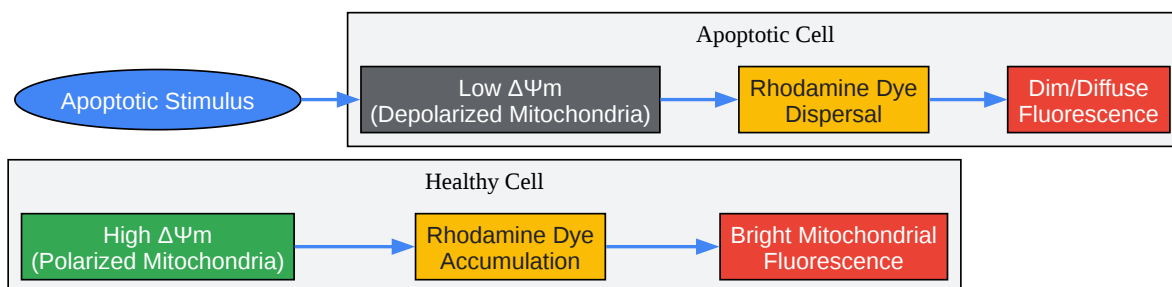 Apoptotic Cell
Apoptotic Stimulus
Low ΔΨm
(Depolarized Mitochondria)
Rhodamine Dye
Dispersal
Dim/Diffuse
Fluorescence
Healthy Cell
High ΔΨm
(Polarized Mitochondria)
Rhodamine Dye
Accumulation
Bright Mitochondrial
Fluorescence